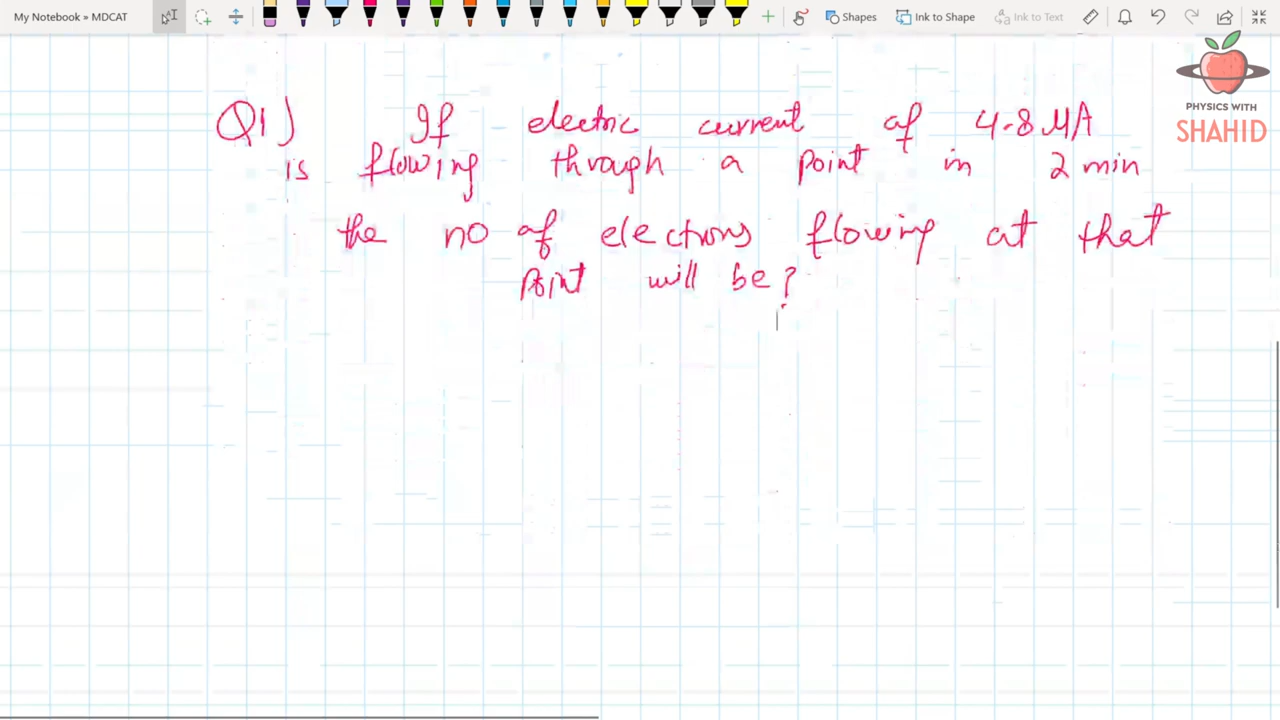 My Notebook » MDCAT
Shapes
Ink to Shape
Ink to Text
PHYSICS WITH
SHAHID
Q1) If electric current of 4.8 μA
is flowing through a point in 2 min
the no of electrons flowing at that
point will be?